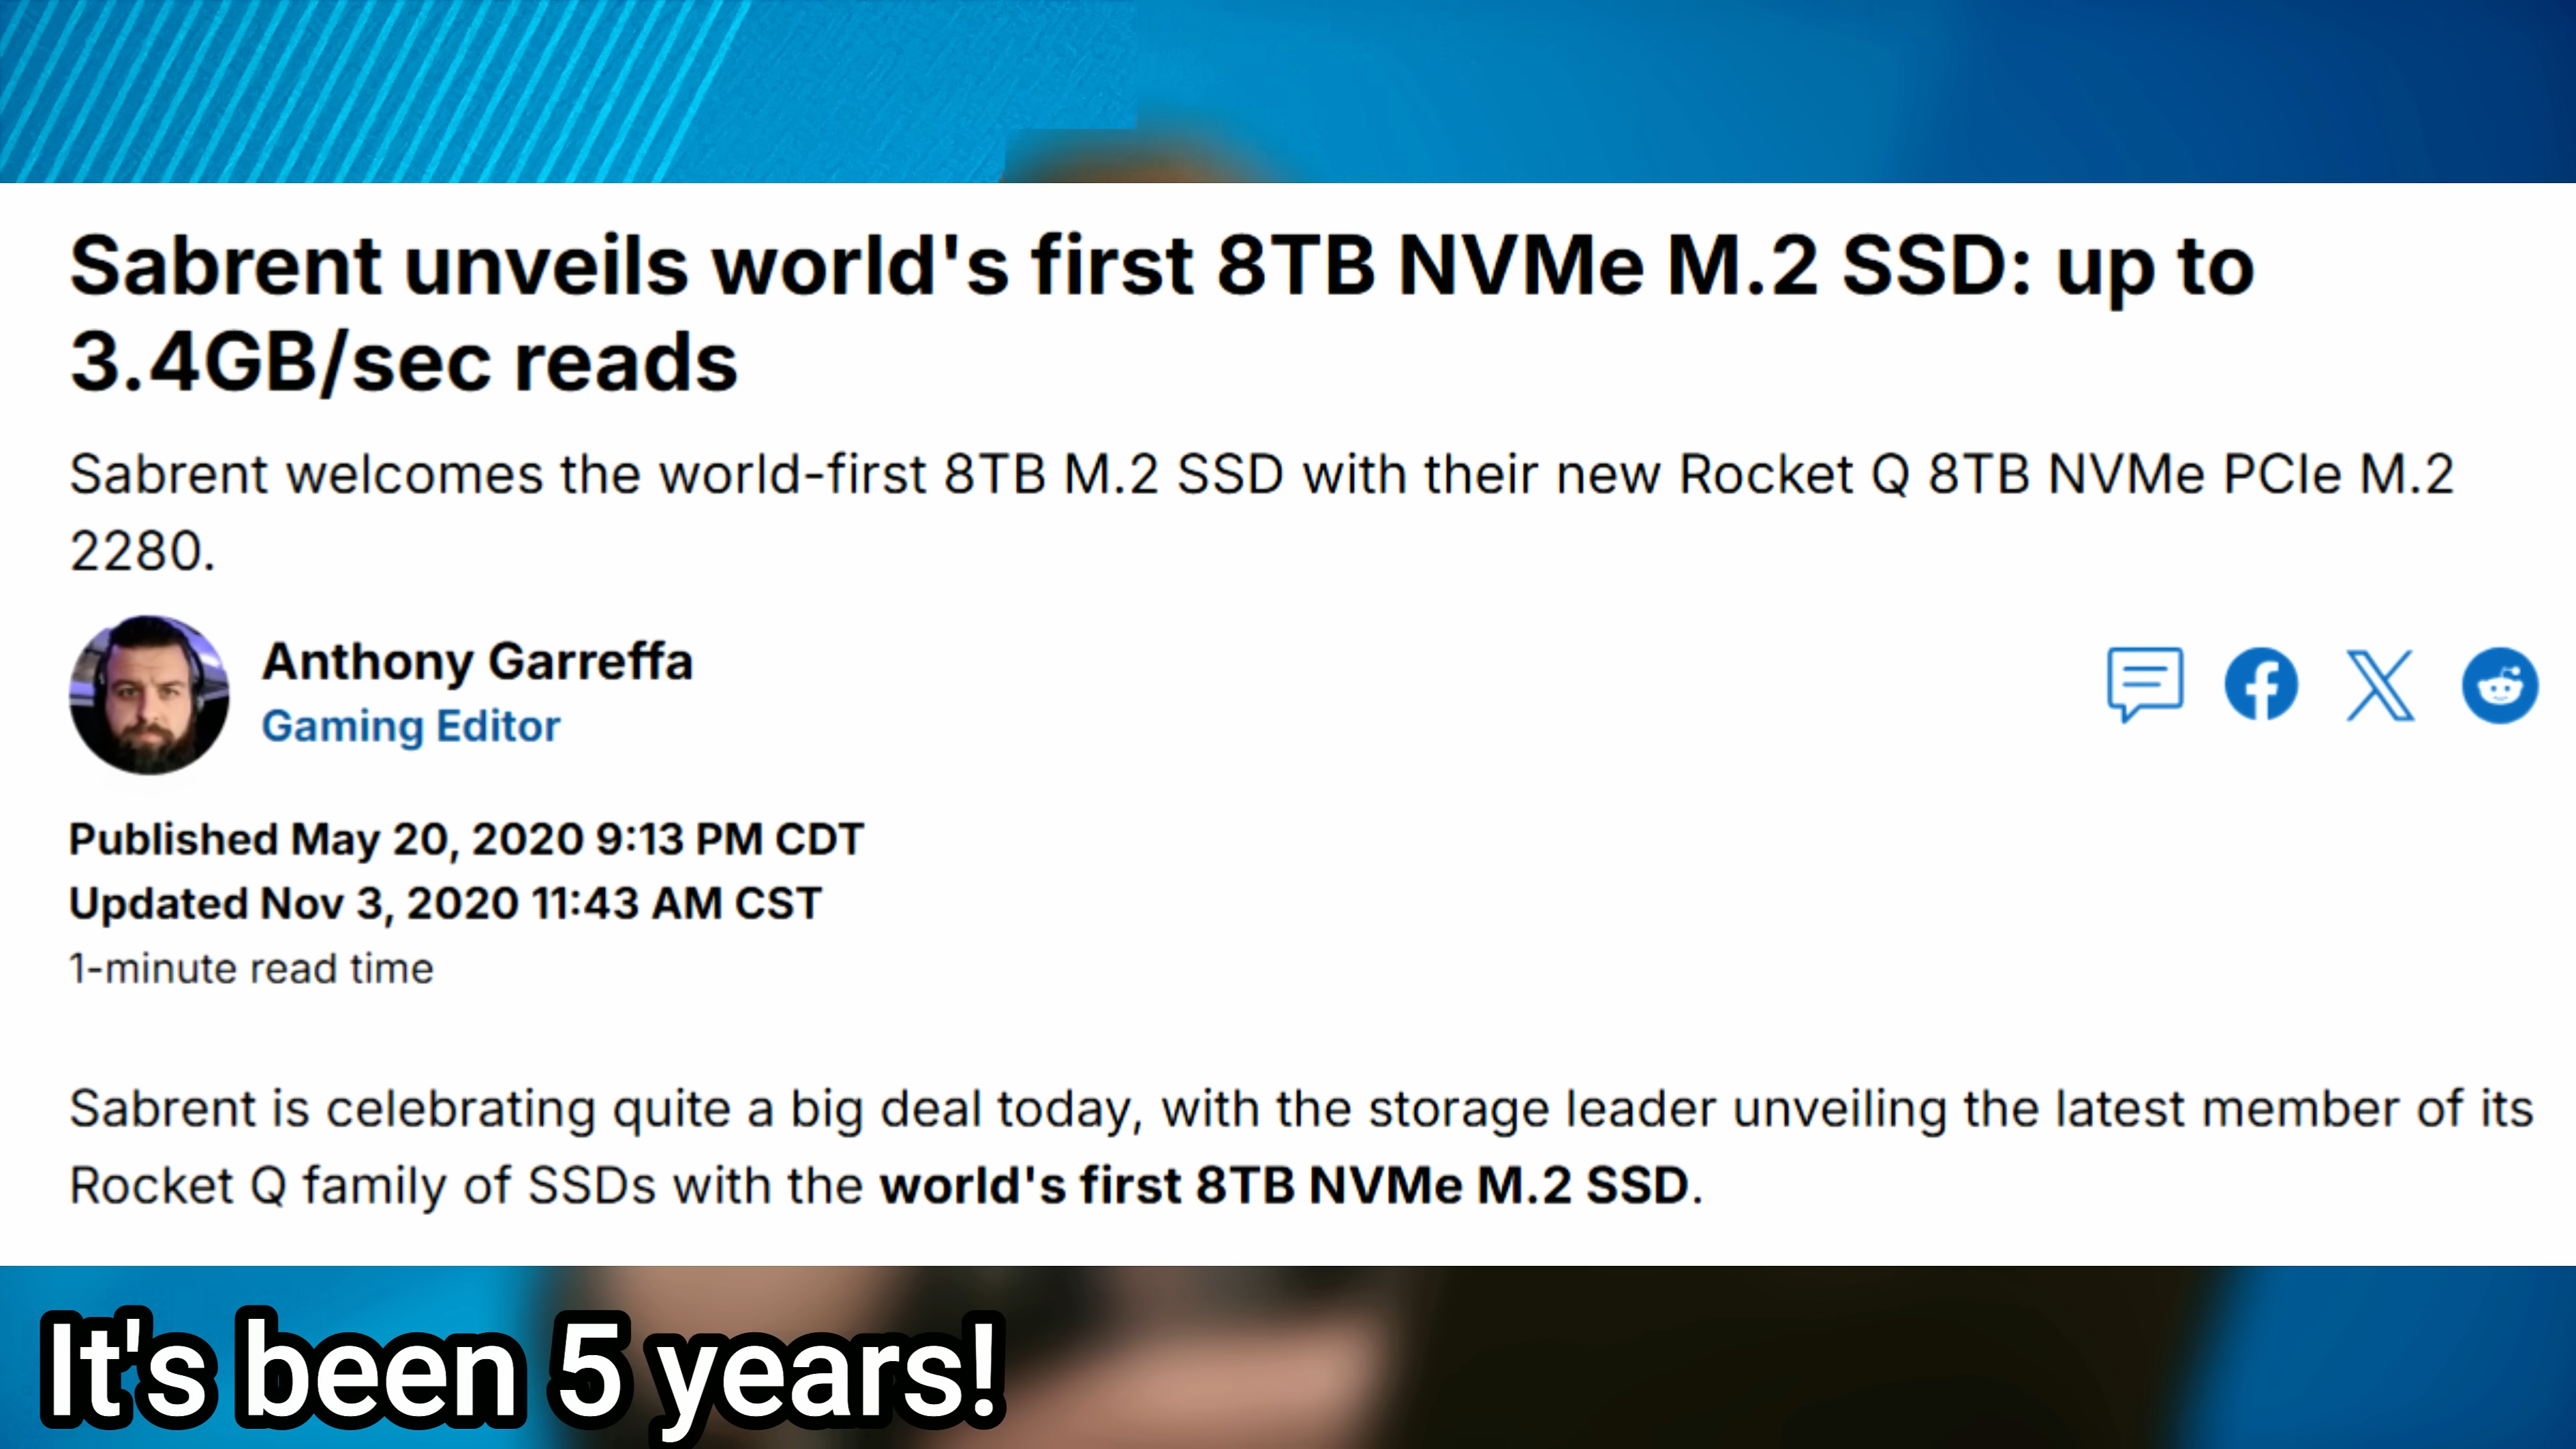 Sabrent unveils world's first 8TB NVMe M.2 SSD: up to
3.4GB/sec reads
Sabrent welcomes the world-first 8TB M.2 SSD with their new Rocket Q 8TB NVMe PCIe M.2
2280.
Anthony Garreffa
Gaming Editor
Published May 20, 2020 9:13 PM CDT
Updated Nov 3, 2020 11:43 AM CST
1-minute read time
Sabrent is celebrating quite a big deal today, with the storage leader unveiling the latest member of its
Rocket Q family of SSDs with the world's first 8TB NVMe M.2 SSD.
It's been 5 years!